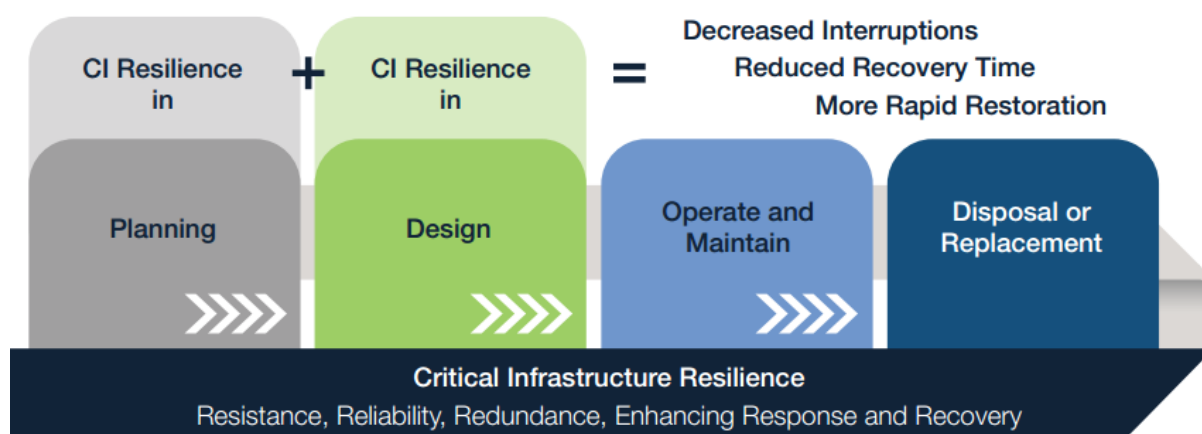 CI Resilience
in
+
CI Resilience
in
=
Decreased Interruptions
Reduced Recovery Time
More Rapid Restoration
Planning
Design
Operate and
Maintain
Disposal or
Replacement
Critical Infrastructure Resilience
Resistance, Reliability, Redundance, Enhancing Response and Recovery